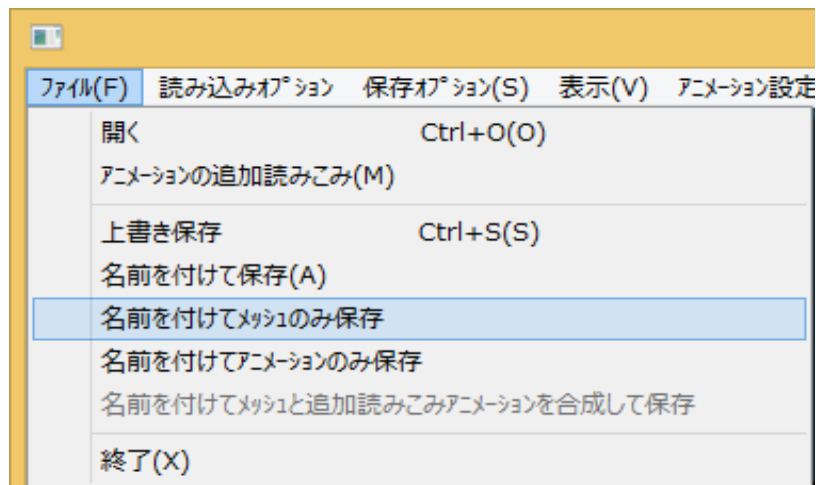 ﾌｧｲﾙ(F) 読み込みｵﾌﾟｼｮﾝ 保存ｵﾌﾟｼｮﾝ(S) 表示(V) ｱﾆﾒｰｼｮﾝ設定
開く Ctrl+O(O)
ｱﾆﾒｰｼｮﾝの追加読みこみ(M)
上書き保存 Ctrl+S(S)
名前を付けて保存(A)
名前を付けてﾒｯｼｭのみ保存
名前を付けてｱﾆﾒｰｼｮﾝのみ保存
名前を付けてﾒｯｼｭと追加読みこみｱﾆﾒｰｼｮﾝを合成して保存
終了(X)